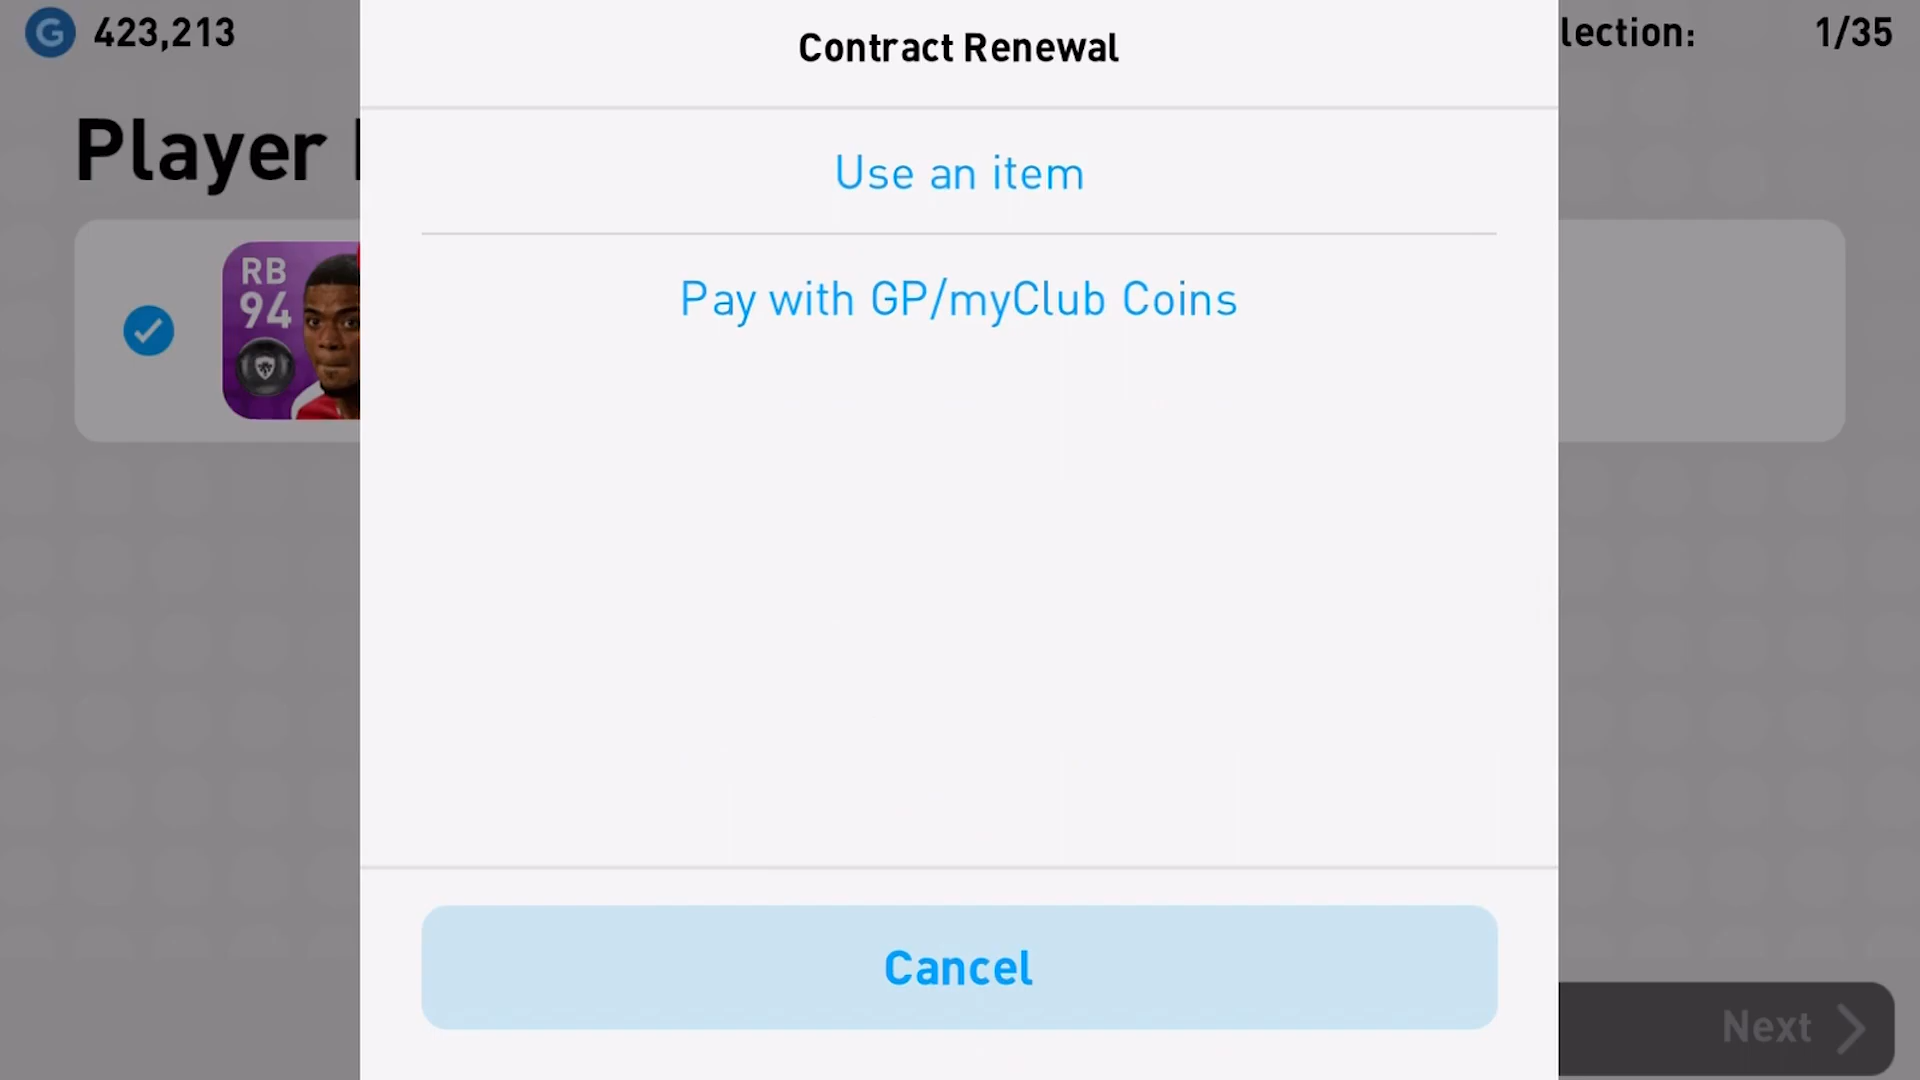 G 423,213
Contract Renewal
lection: 1/35
Player
Use an item
Pay with GP/myClub Coins
RB
94
Cancel
Next